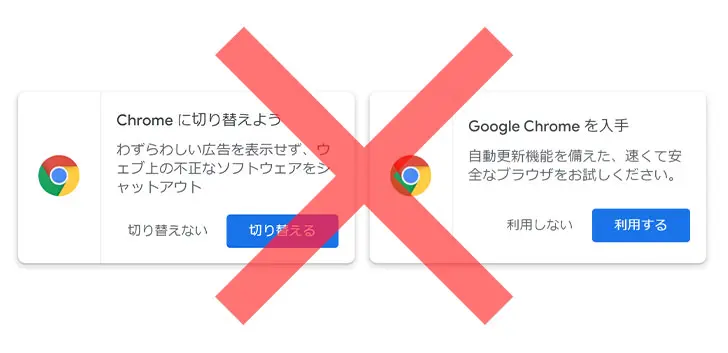 Chrome に切り替えよう
わずらわしい広告を表示せず、ウ
ェブ上の不正なソフトウェアをシ
ャットアウト
切り替えない
切り替える
Google Chrome を入手
自動更新機能を備えた、速くて安
全なブラウザをお試しください。
利用しない
利用する